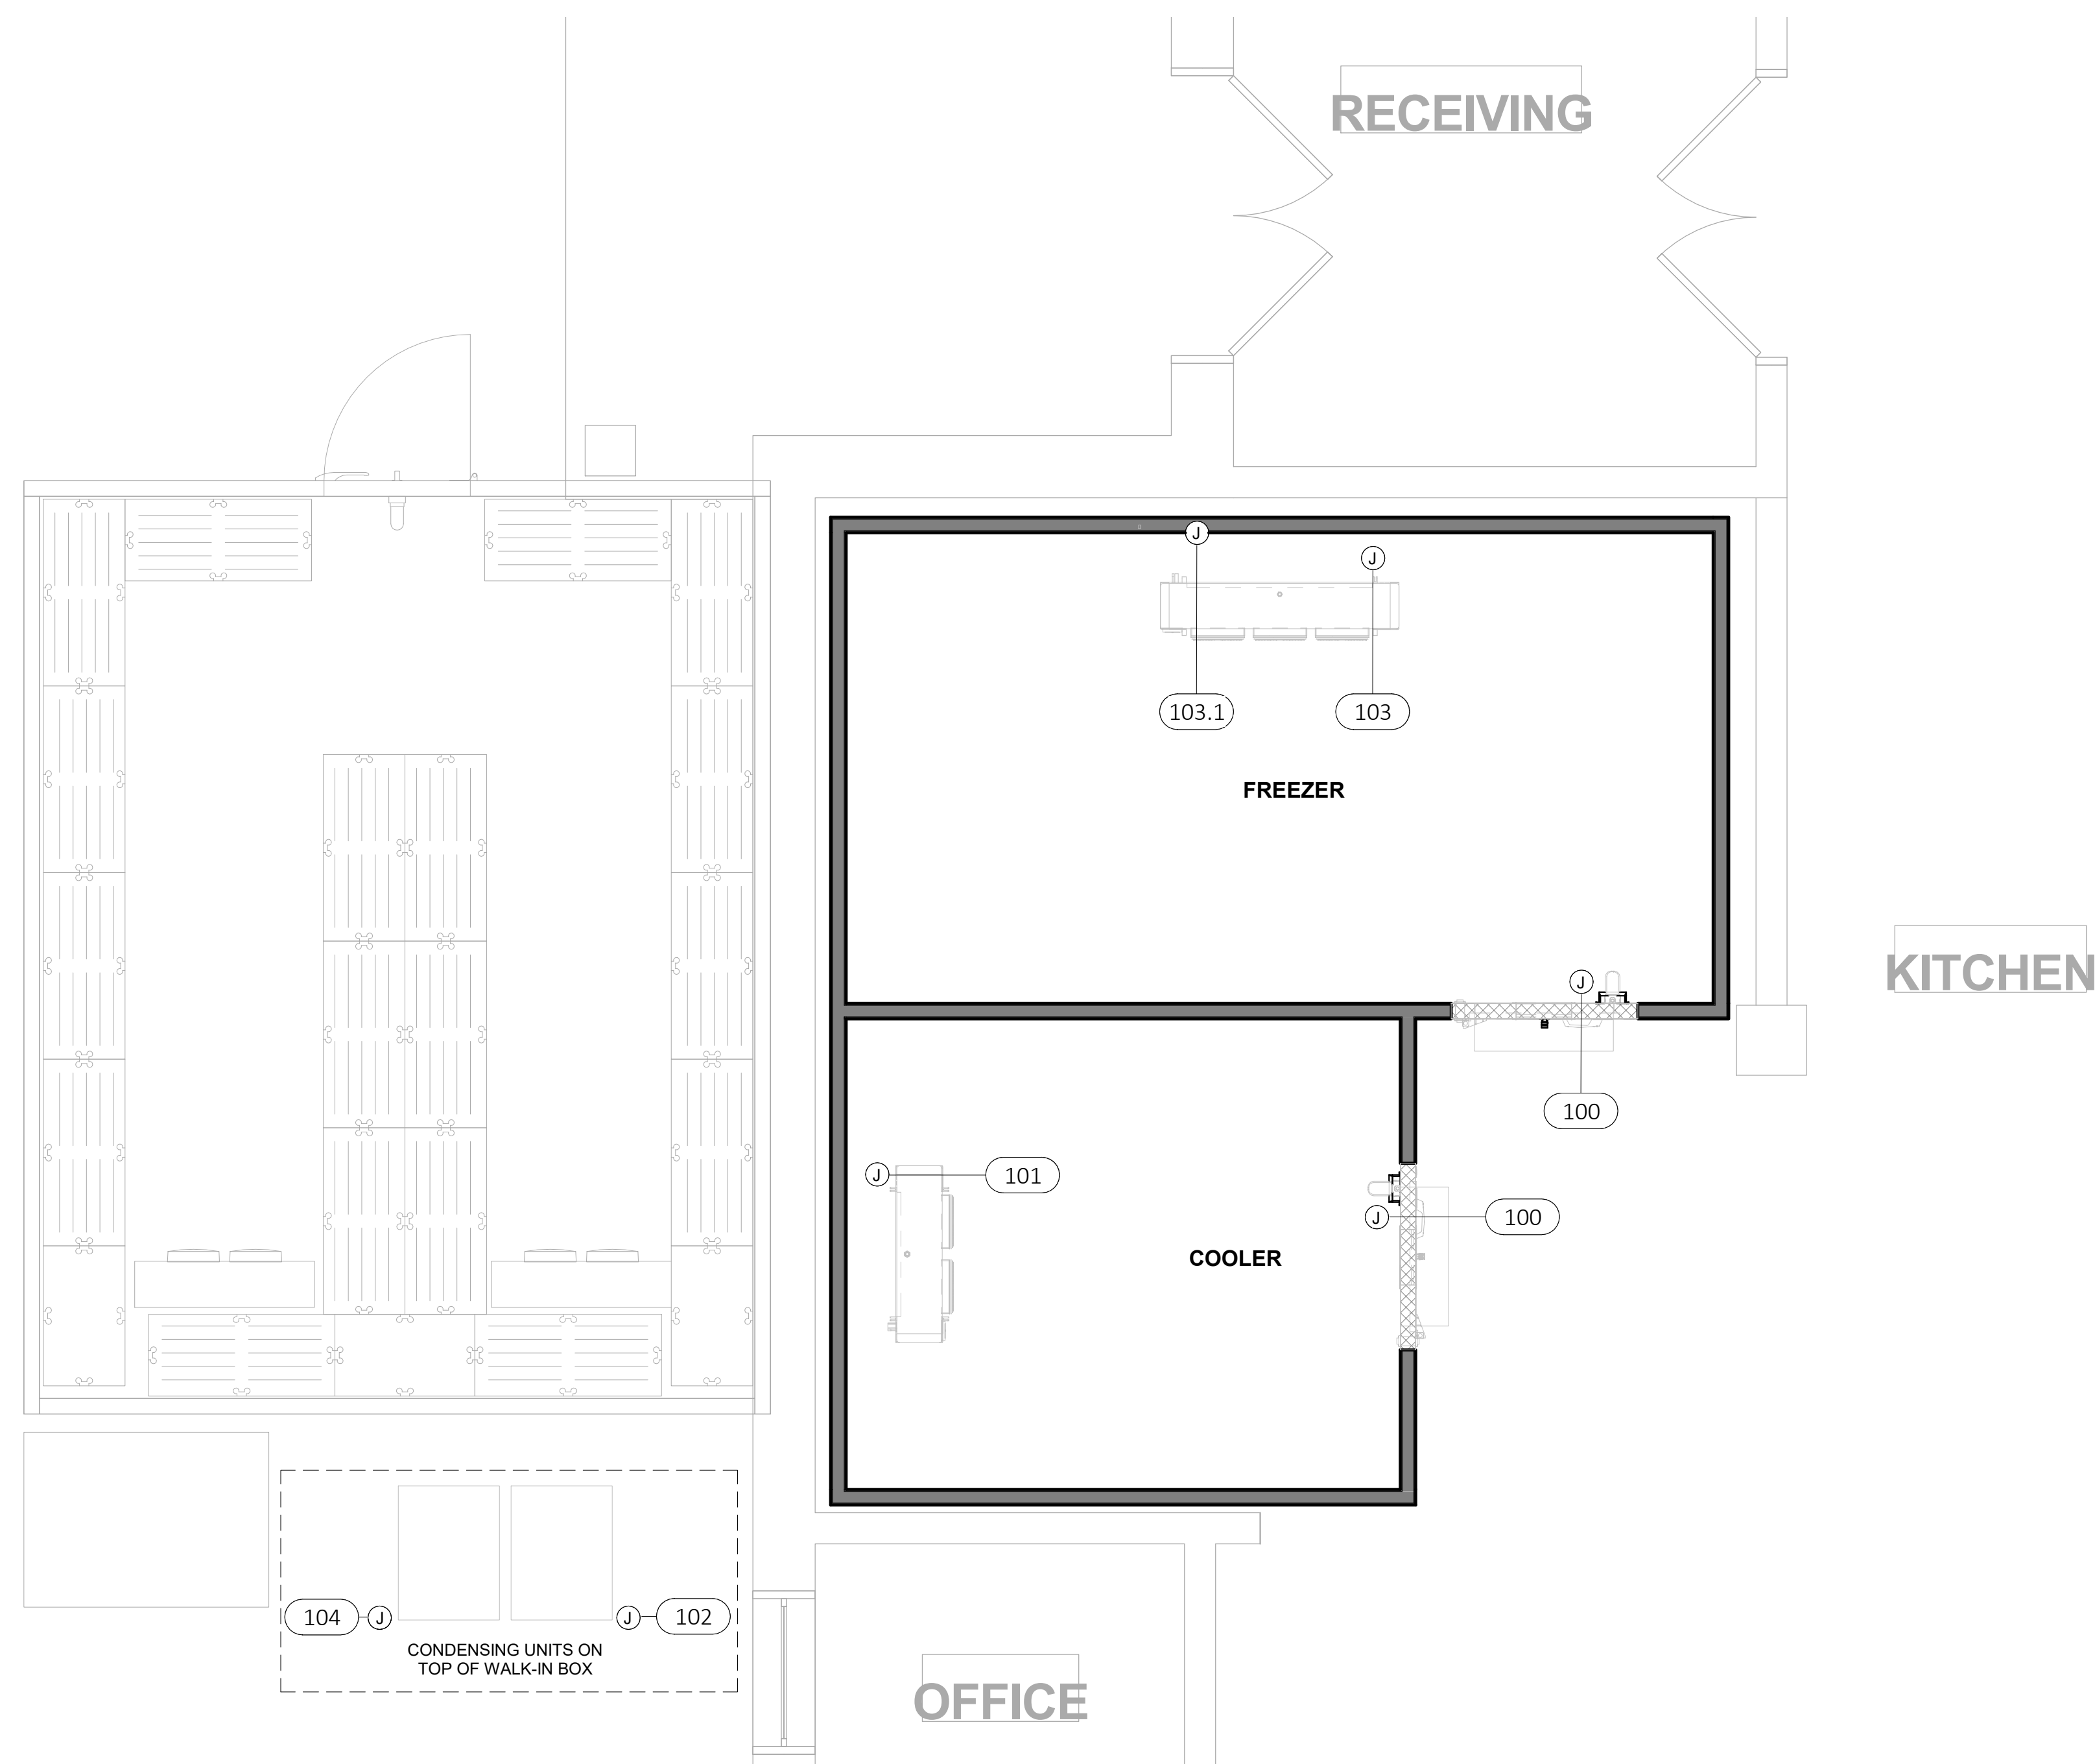 RECEIVING
J
J
103.1
103
FREEZER
KITCHEN
J
100
J
101
J
100
COOLER
104
J
J
102
CONDENSING UNITS ON
TOP OF WALK-IN BOX
OFFICE